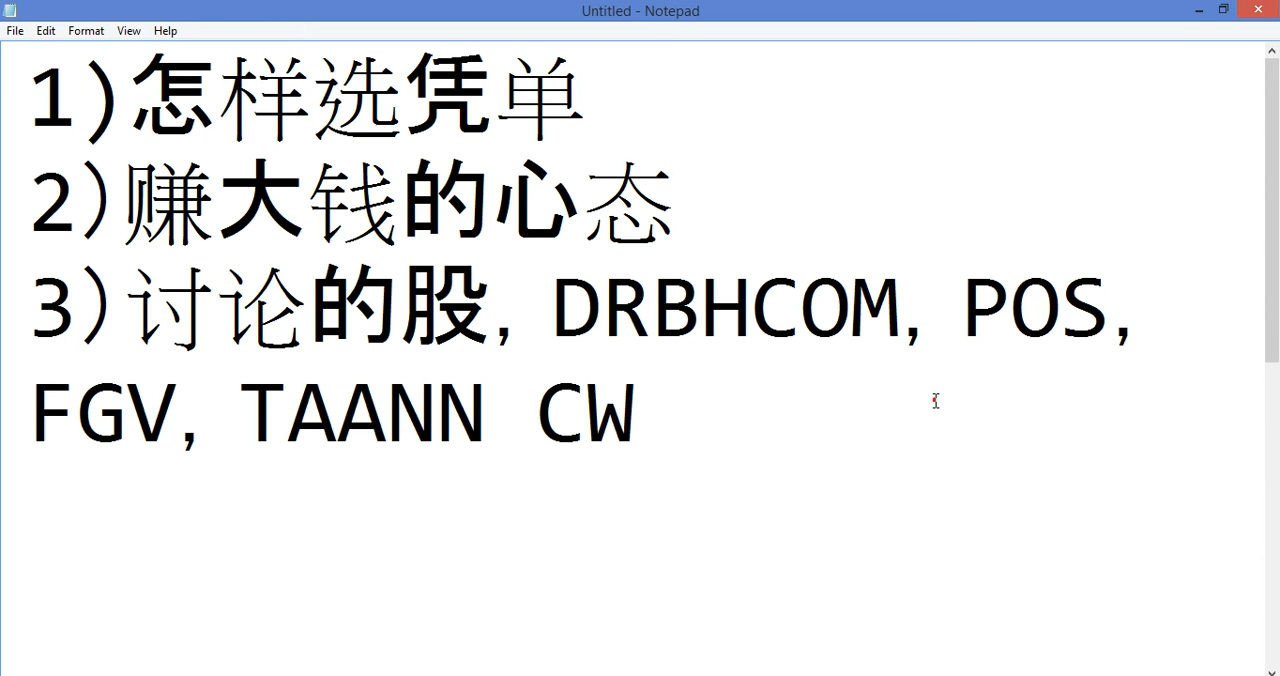 Untitled - Notepad
File Edit Format View Help
1)怎样选凭单
2)赚大钱的心态
3)讨论的股, DRBHCOM, POS,
FGV, TAANN CW